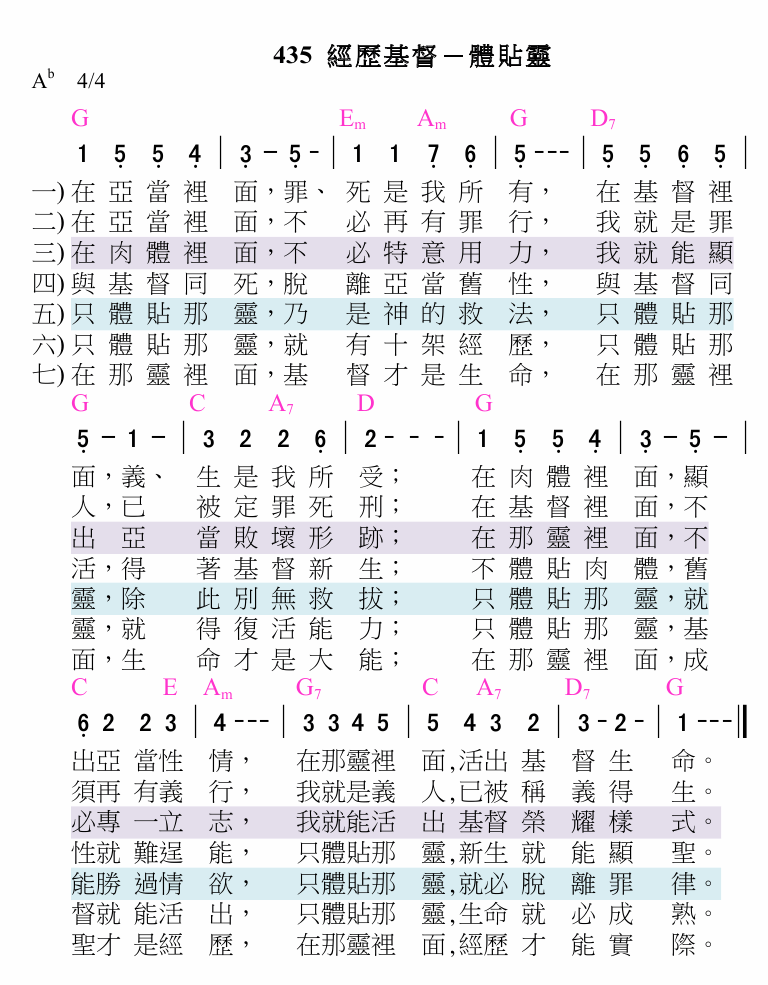 435 經歷基督－體貼靈
Ab 4/4
G Em Am G D7
1 5̣ 5̣ 4̣ | 3̣ － 5̣ - | 1 1 7̣ 6̣ | 5̣ - - - | 5̣ 5̣ 6̣ 5̣ |
一) 在亞當裡 面，罪、 死是我所 有， 在基督裡
二) 在亞當裡 面，不 必再有罪 行， 我就是罪
三) 在肉體裡 面，不 必特意用 力， 我就能顯
四) 與基督同 死，脫 離亞當舊 性， 與基督同
五) 只體貼那 靈，乃 是神的救 法， 只體貼那
六) 只體貼那 靈，就 有十架經 歷， 只體貼那
七) 在那靈裡 面，基 督才是生 命， 在那靈裡
G C A7 D G
5̣ － 1 － | 3 2 2 6̣ | 2 - - - | 1 5̣ 5̣ 4̣ | 3̣ － 5̣ － |
面，義、 生是我所 受； 在肉體裡 面，顯
人，已 被定罪死 刑； 在基督裡 面，不
出 亞 當敗壞形 跡； 在那靈裡 面，不
活，得 著基督新 生； 不體貼肉 體，舊
靈，除 此別無救 拔； 只體貼那 靈，就
靈，就 得復活能 力； 只體貼那 靈，基
面，生 命才是大 能； 在那靈裡 面，成
C E Am G7 C A7 D7 G
6̣ 2 2 3 | 4 - - - | 3 3 4 5 | 5 4 3 2 | 3 - 2 - | 1 - - - ||
出亞當性 情， 在那靈裡 面,活出基 督生 命。
須再有義 行， 我就是義 人,已被稱 義得 生。
必專一立 志， 我就能活 出基督榮 耀樣 式。
性就難逞 能， 只體貼那 靈,新生就 能顯 聖。
能勝過情 欲， 只體貼那 靈,就必脫 離罪 律。
督就能活 出， 只體貼那 靈,生命就 必成 熟。
聖才是經 歷， 在那靈裡 面,經歷才 能實 際。